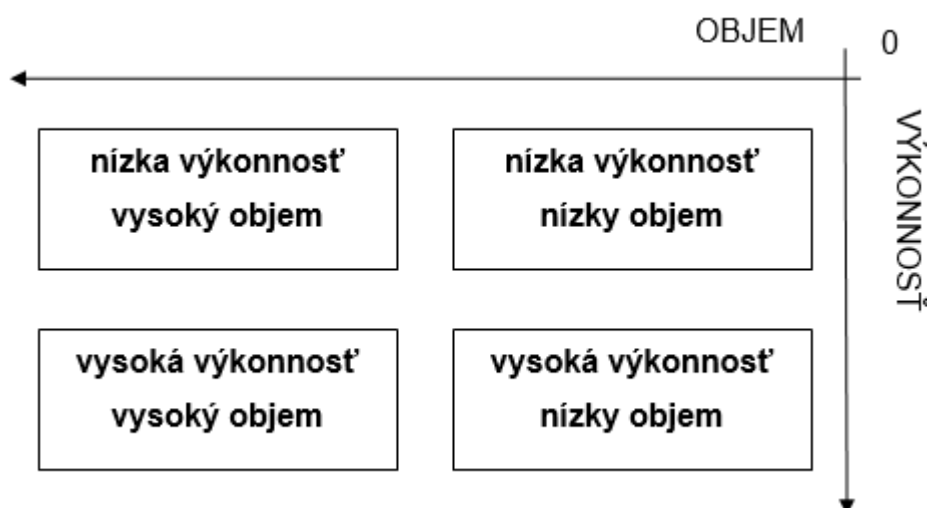 OBJEM
0
VÝKONNOSŤ
nízka výkonnosť
vysoký objem
nízka výkonnosť
nízky objem
vysoká výkonnosť
vysoký objem
vysoká výkonnosť
nízky objem